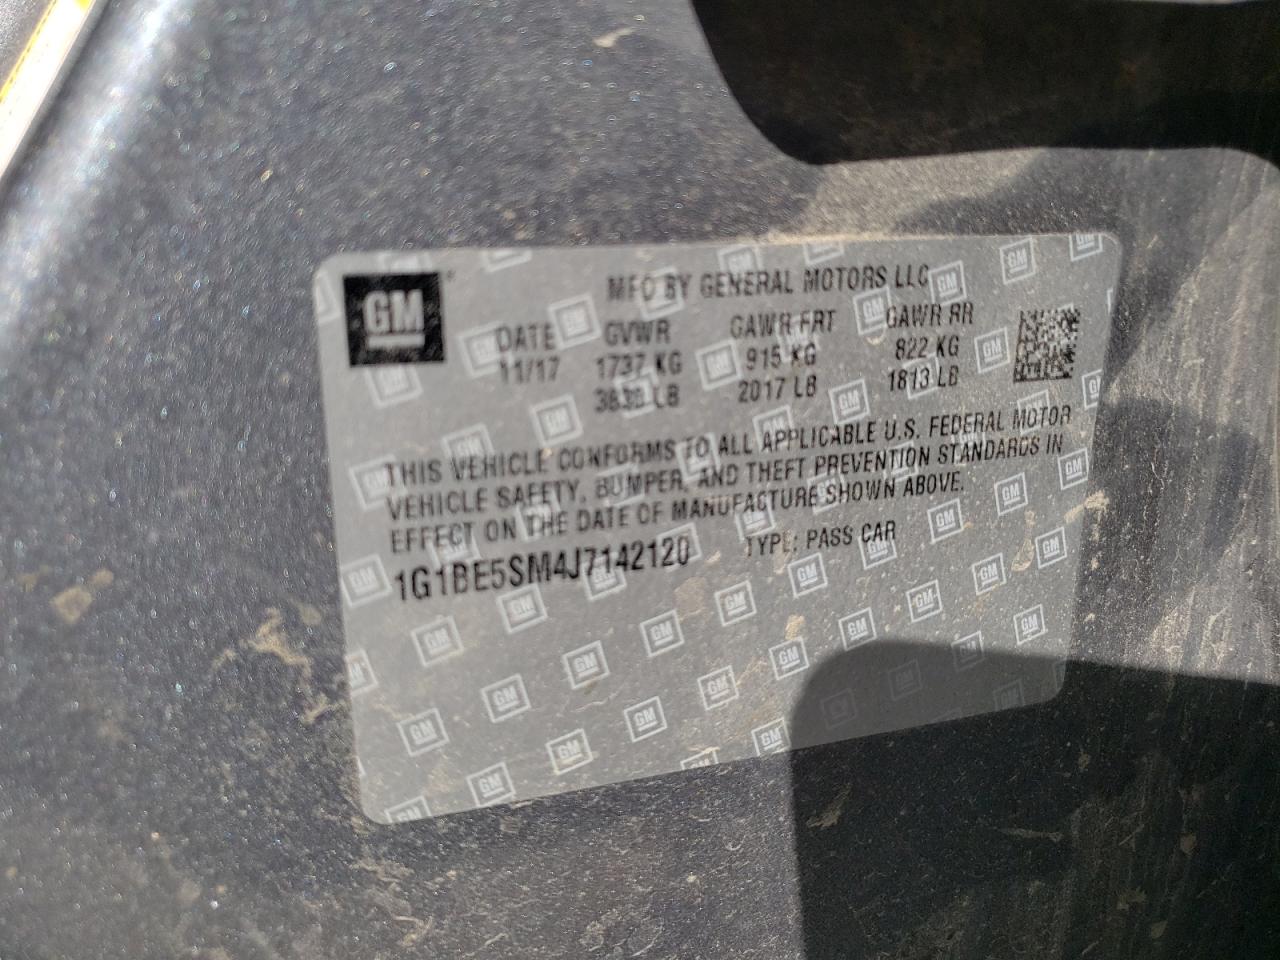 GM
MFD BY GENERAL MOTORS LLC
DATE GVWR GAWR FRT GAWR RR
11/17 1737 KG 915 KG 822 KG
3830 LB 2017 LB 1813 LB
THIS VEHICLE CONFORMS TO ALL APPLICABLE U.S. FEDERAL MOTOR
VEHICLE SAFETY, BUMPER, AND THEFT PREVENTION STANDARDS IN
EFFECT ON THE DATE OF MANUFACTURE SHOWN ABOVE.
1G1BE5SM4J7142120 TYPE: PASS CAR